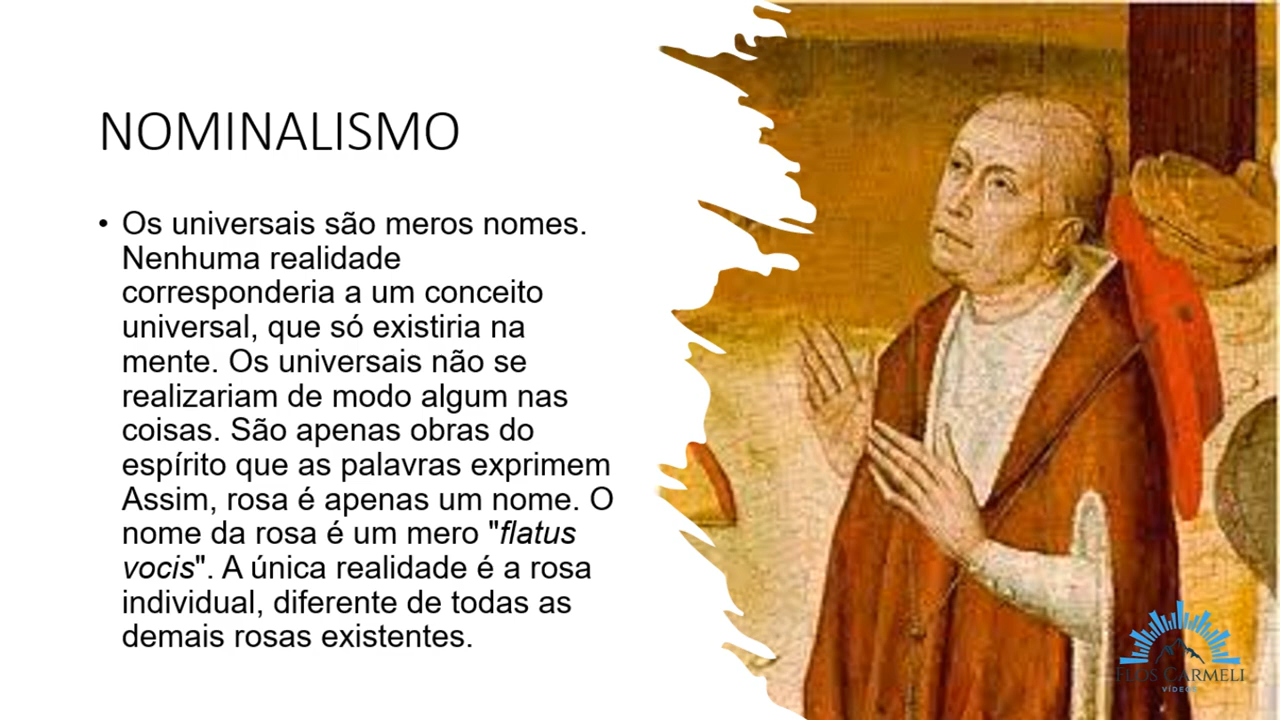 NOMINALISMO
• Os universais são meros nomes.
Nenhuma realidade
corresponderia a um conceito
universal, que só existiria na
mente. Os universais não se
realizariam de modo algum nas
coisas. São apenas obras do
espírito que as palavras exprimem
Assim, rosa é apenas um nome. O
nome da rosa é um mero "flatus
vocis". A única realidade é a rosa
individual, diferente de todas as
demais rosas existentes.
FLOS CARMELI
VÍDEOS